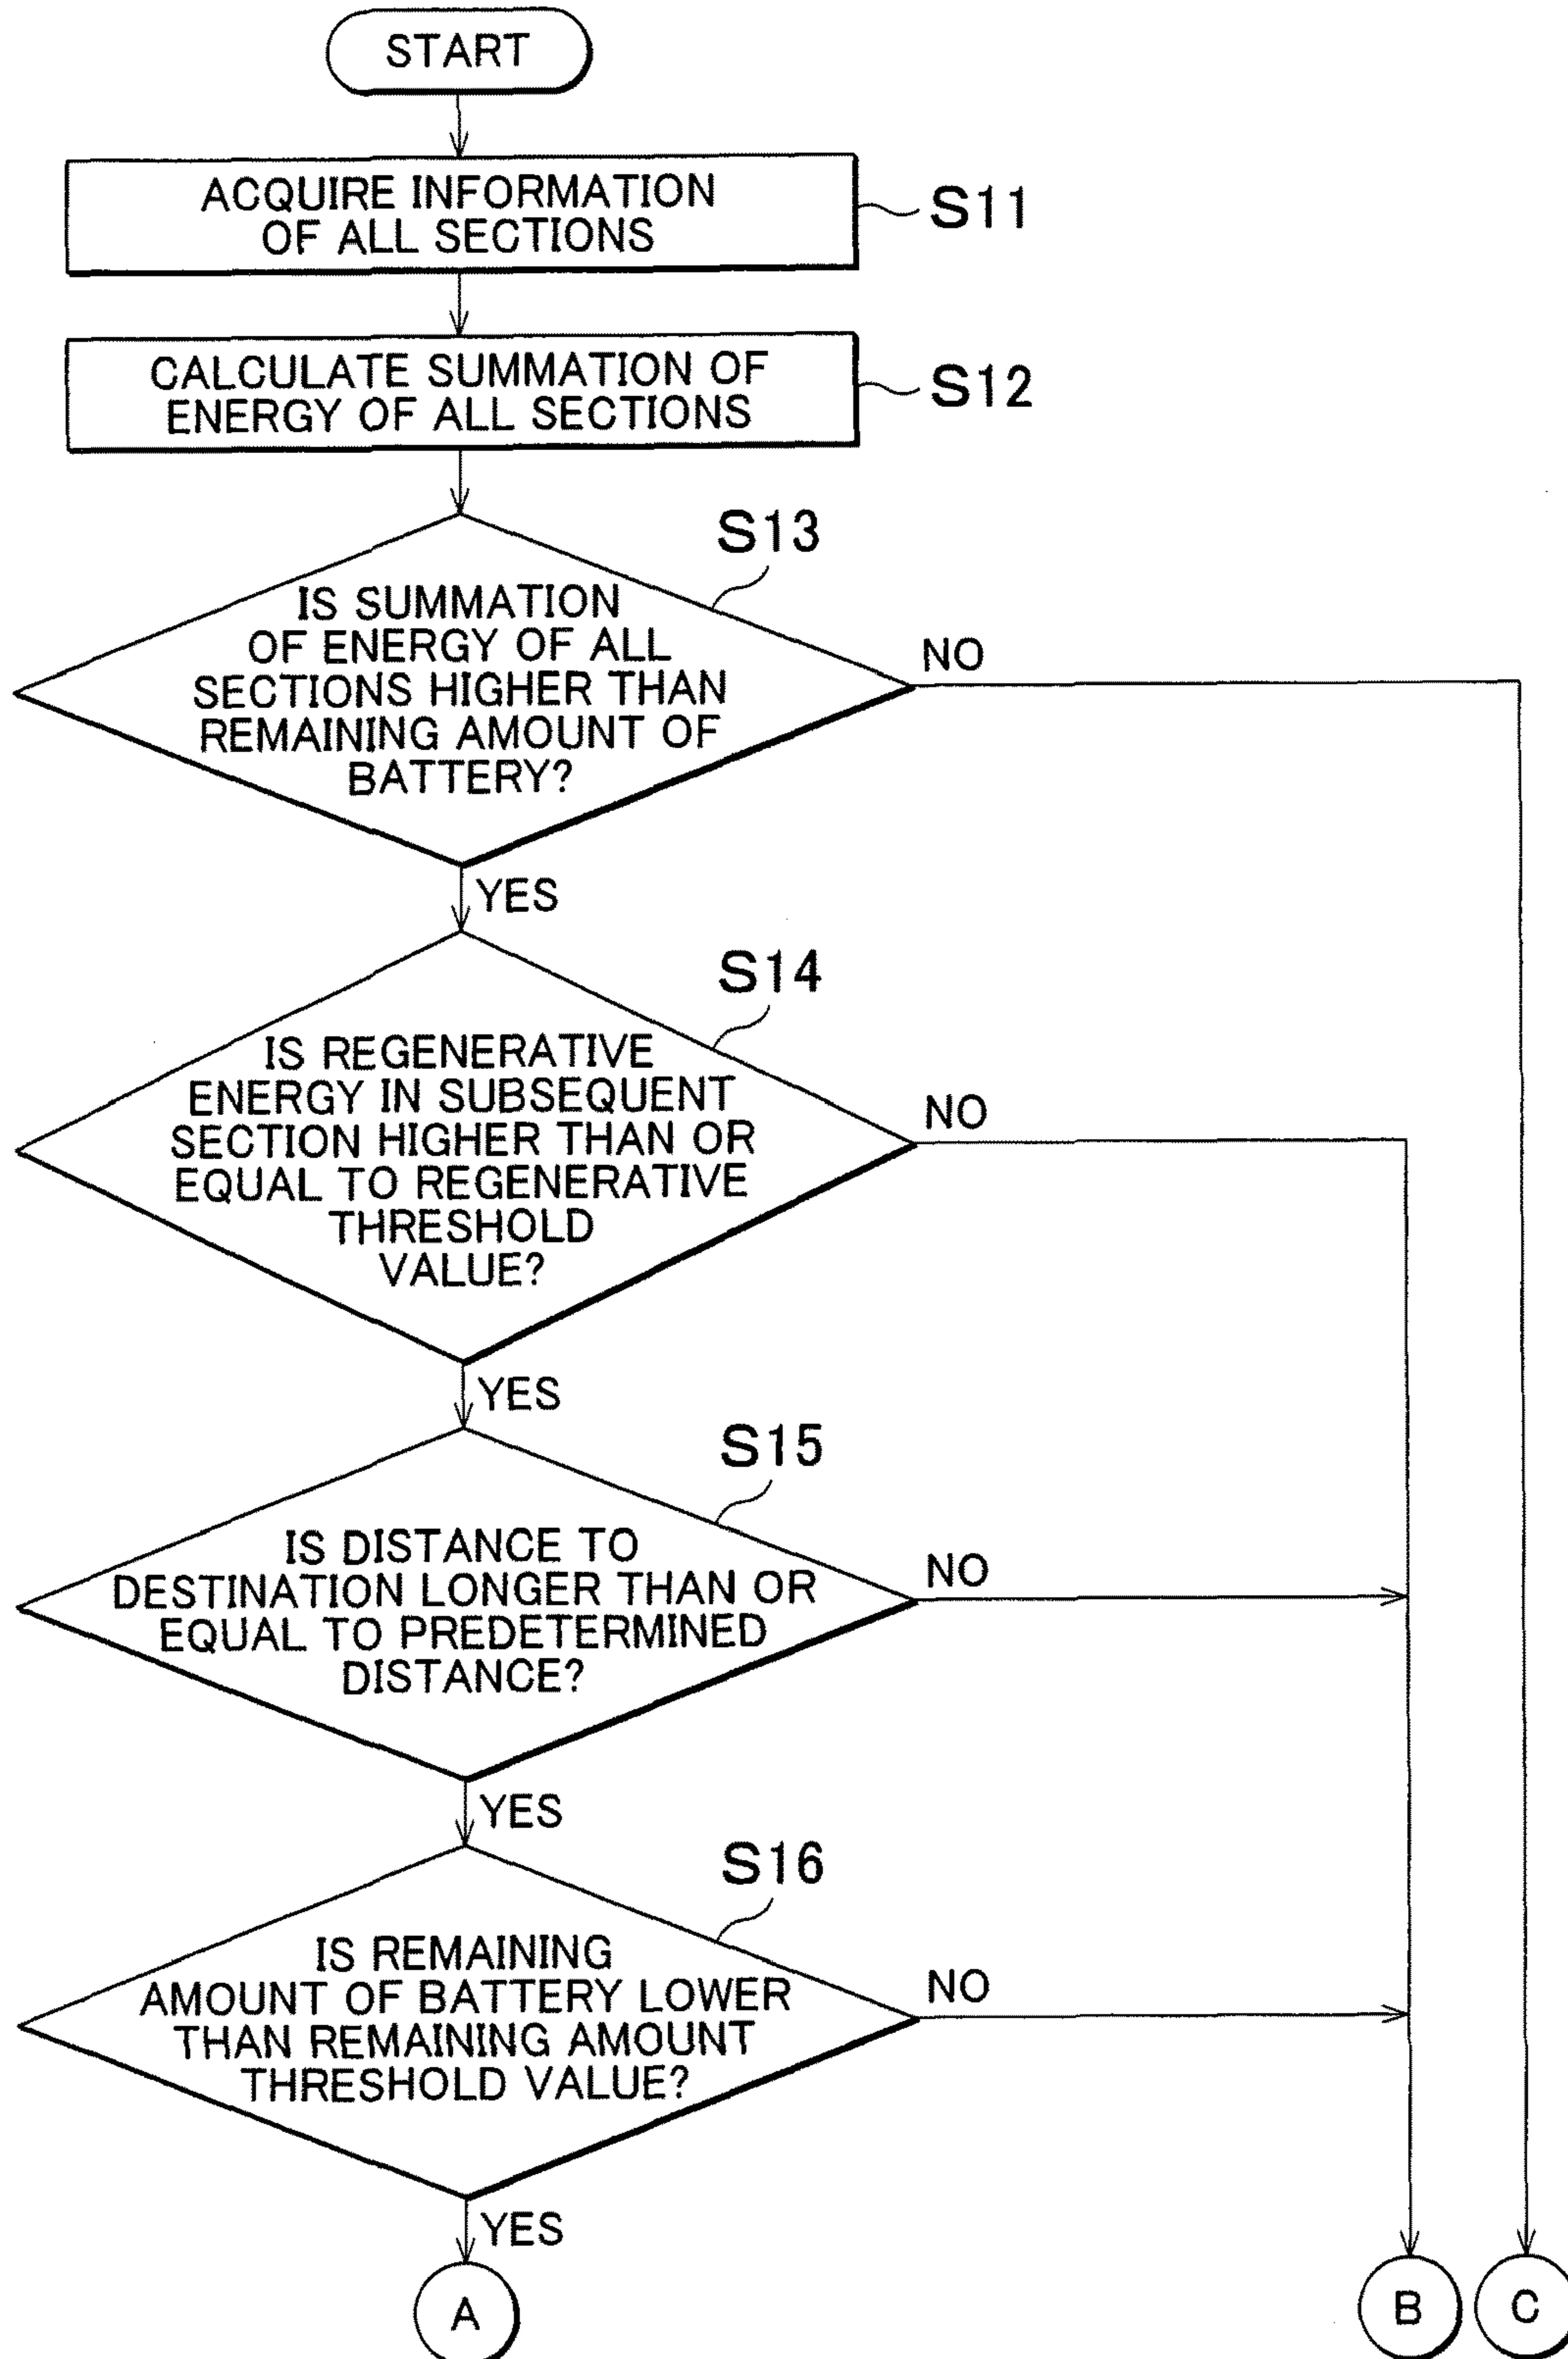 START
ACQUIRE INFORMATION
OF ALL SECTIONS
S11
CALCULATE SUMMATION OF
ENERGY OF ALL SECTIONS
S12
S13
IS SUMMATION
OF ENERGY OF ALL
SECTIONS HIGHER THAN
REMAINING AMOUNT OF
BATTERY?
NO
YES
S14
IS REGENERATIVE
ENERGY IN SUBSEQUENT
SECTION HIGHER THAN OR
EQUAL TO REGENERATIVE
THRESHOLD
VALUE?
NO
YES
S15
IS DISTANCE TO
DESTINATION LONGER THAN OR
EQUAL TO PREDETERMINED
DISTANCE?
NO
YES
S16
IS REMAINING
AMOUNT OF BATTERY LOWER
THAN REMAINING AMOUNT
THRESHOLD VALUE?
NO
YES
A
B
C